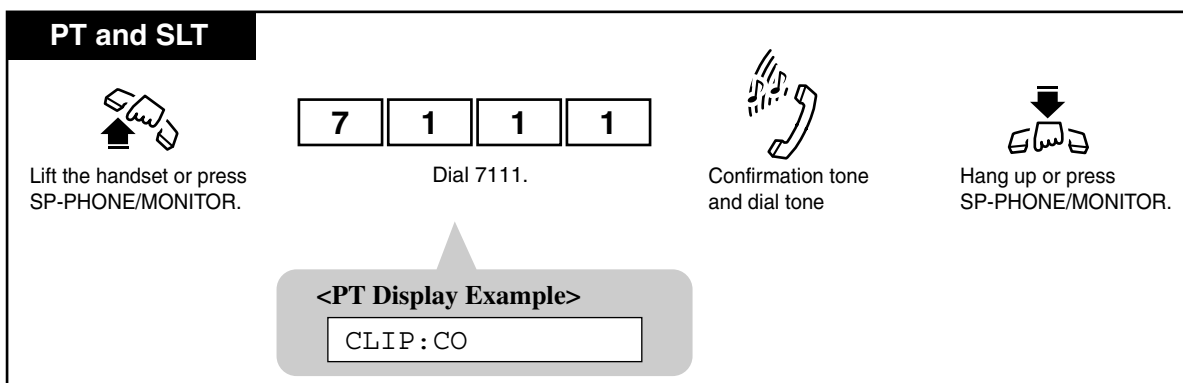 PT and SLT
7 1 1 1
Lift the handset or press
SP-PHONE/MONITOR.
Dial 7111.
Confirmation tone
and dial tone
Hang up or press
SP-PHONE/MONITOR.
<PT Display Example>
CLIP:CO